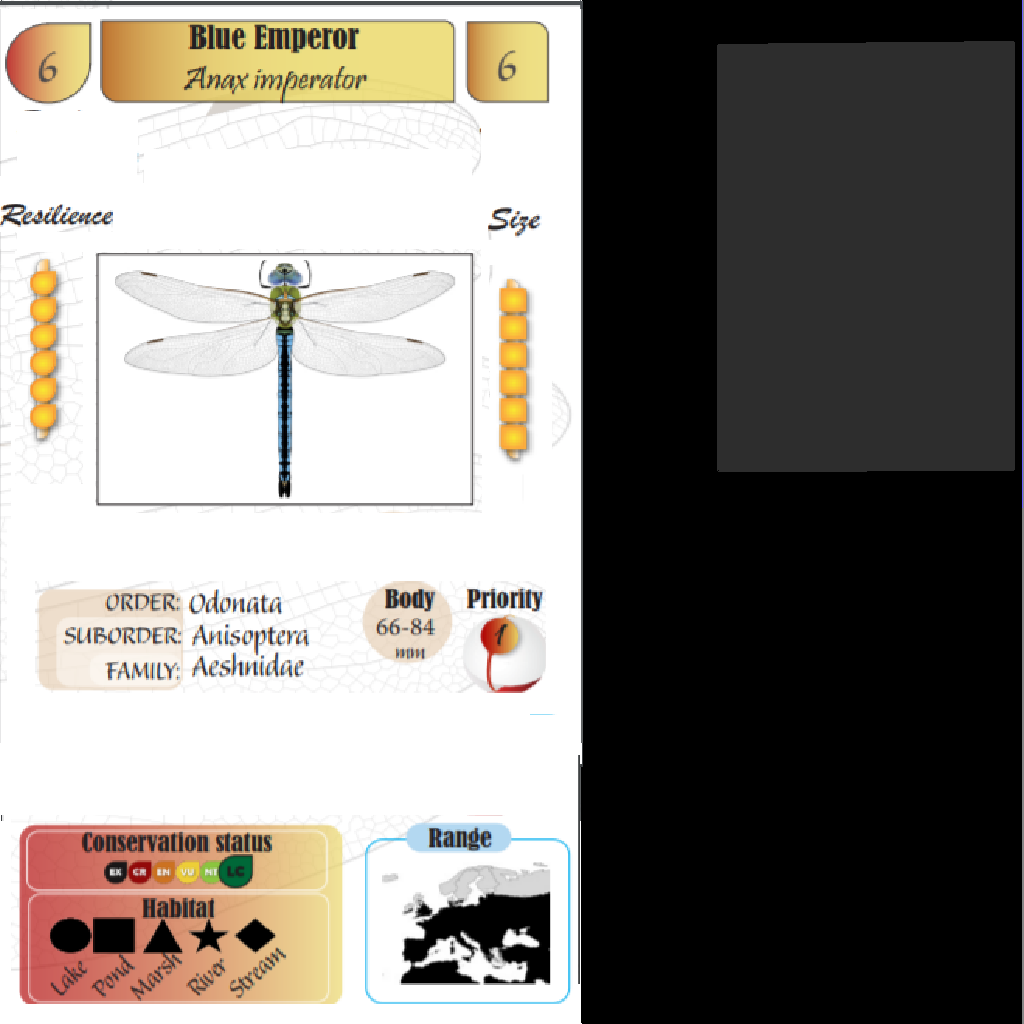 6
Blue Emperor
Anax imperator
6
Resilience
Size
ORDER: Odonata
SUBORDER: Anisoptera
FAMILY: Aeshnidae
Body
66-84
mm
Priority
1
Conservation status
EX CR EN VU NT LC
Habitat
Lake Pond Marsh River Stream
Range